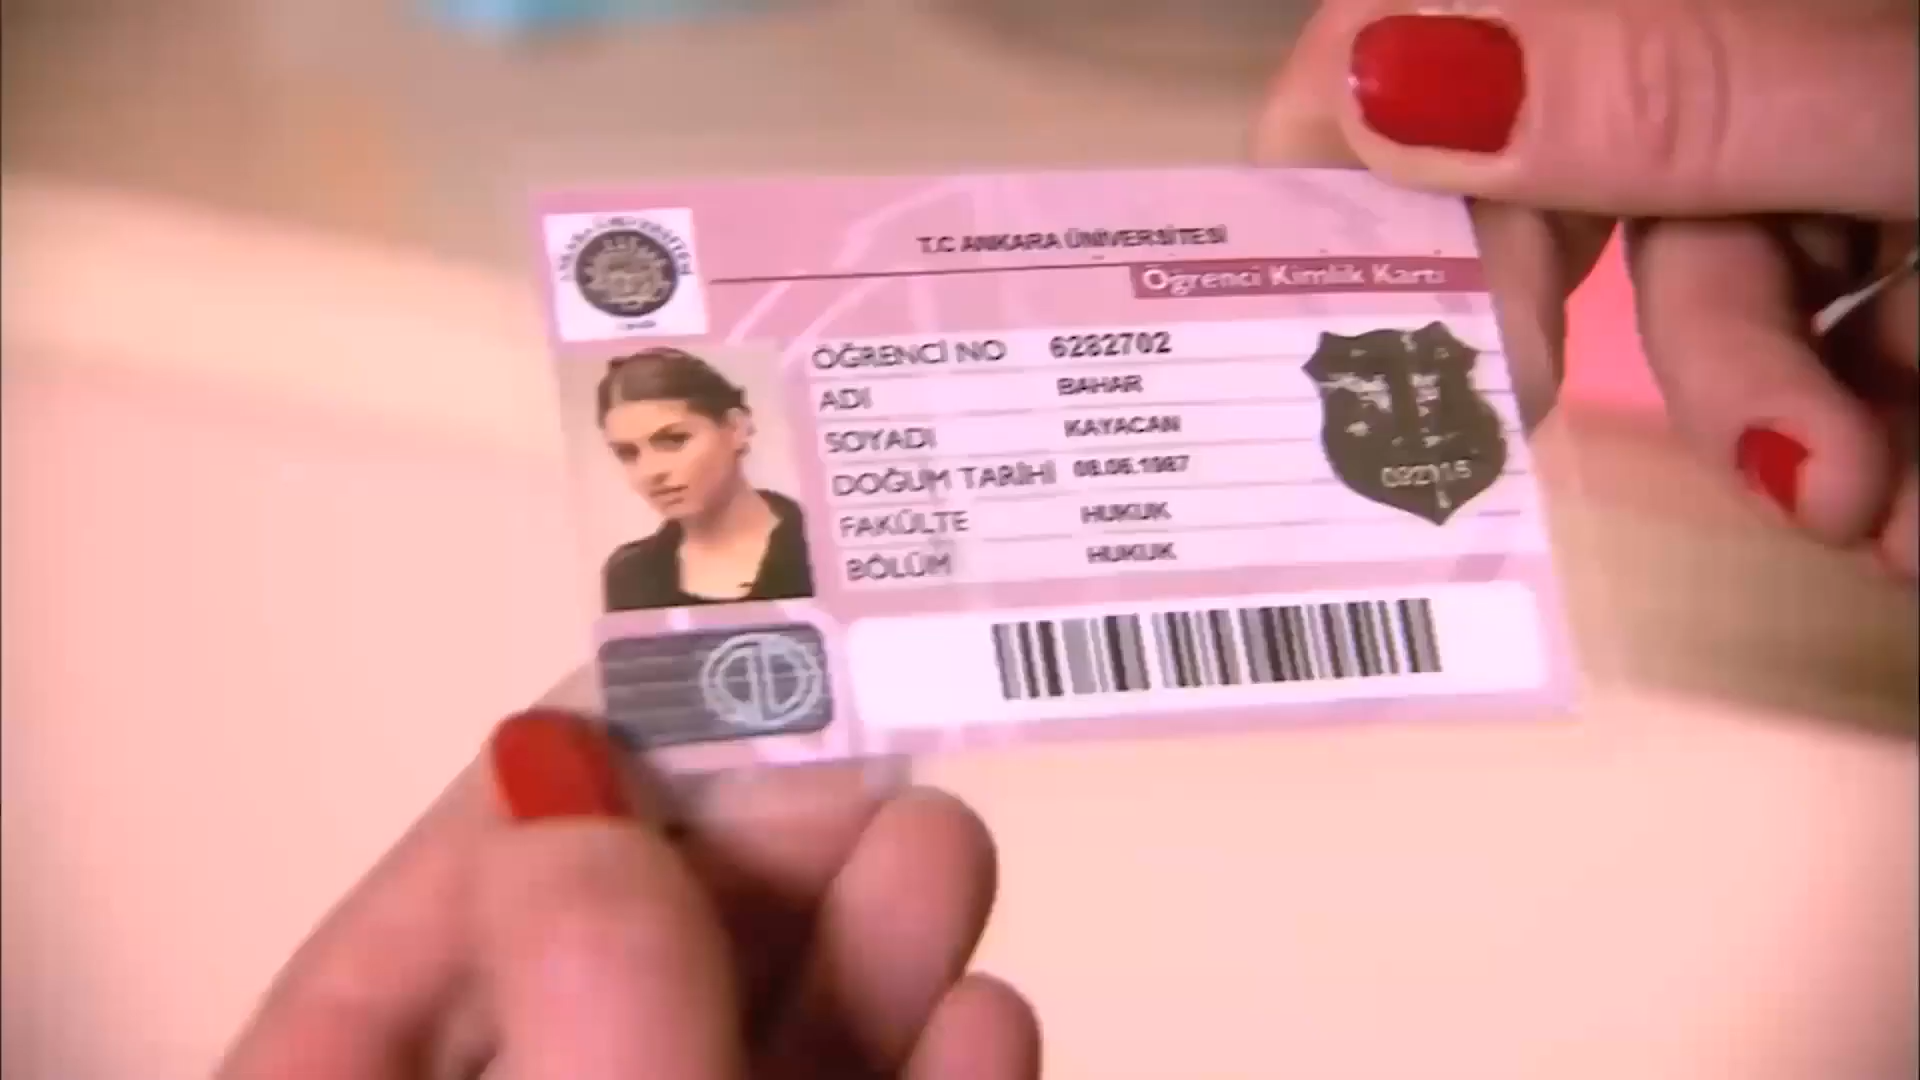 T.C ANKARA ÜNİVERSİTESİ
Öğrenci Kimlik Kartı
ÖĞRENCİ NO 6282702
ADI BAHAR
SOYADI KAYACAN
DOĞUM TARİHİ 08.06.1987
FAKÜLTE HUKUK
BÖLÜM HUKUK